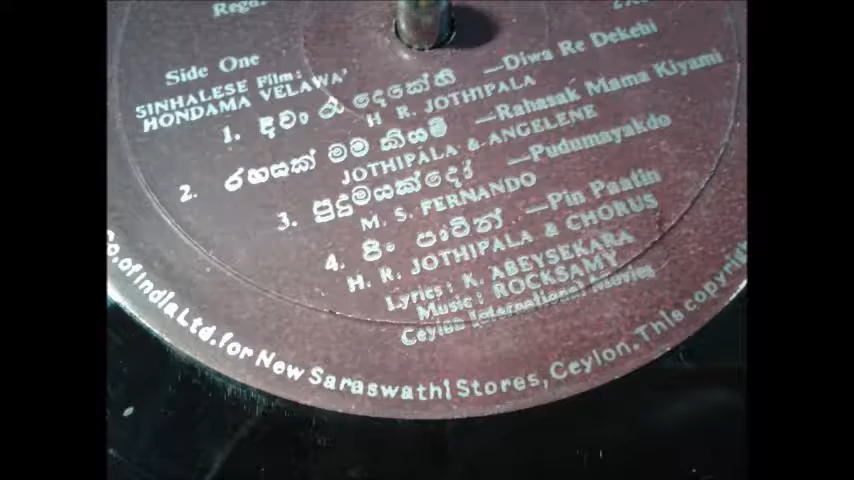 Side One
SINHALESE Film:
HONDAMA VELAWA'
1. දිවා රෑ දෙකේහි —Diwa Re Dekehi
H R. JOTHIPALA
2. රහසක් මම කියමි —Rahasak Mama Kiyami
JOTHIPALA & ANGELENE
3. පුදුමයක්දෝ —Pudumayakdo
M. S. FERNANDO
4. පිං පාටින් —Pin Paatin
H. R. JOTHIPALA & CHORUS
Lyrics: K. ABEYSEKARA
Music: ROCKSAMY
Ceylon International Movies
Co. of India Ltd. for New Saraswathi Stores, Ceylon. This copyright